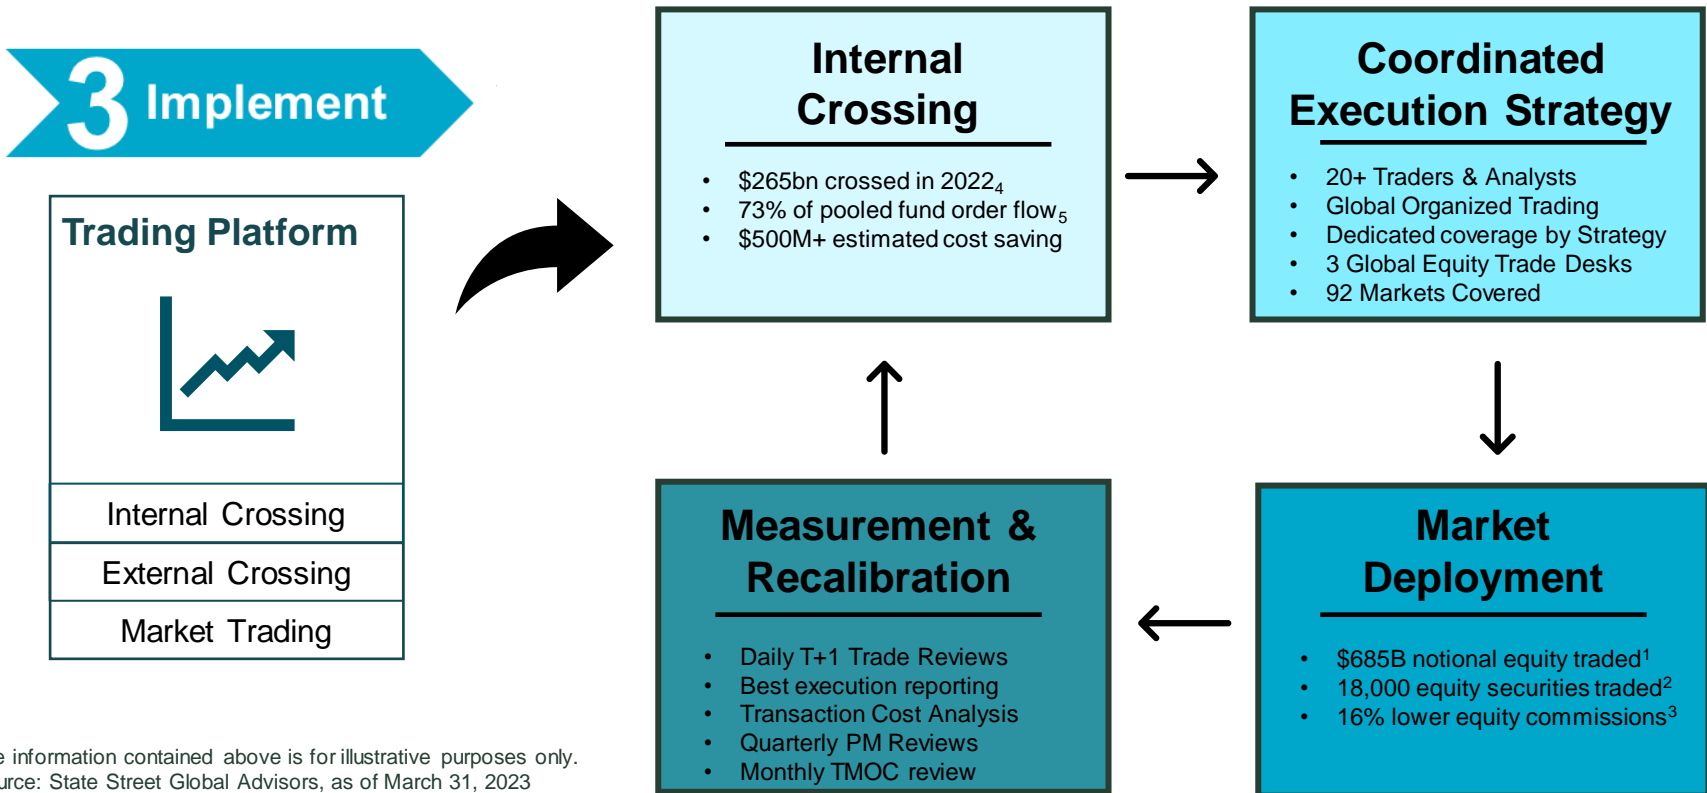 3 Implement
Trading Platform
Internal Crossing
External Crossing
Market Trading
Internal
Crossing
• $265bn crossed in 2022₄
• 73% of pooled fund order flow₅
• $500M+ estimated cost saving
Coordinated
Execution Strategy
• 20+ Traders & Analysts
• Global Organized Trading
• Dedicated coverage by Strategy
• 3 Global Equity Trade Desks
• 92 Markets Covered
Measurement &
Recalibration
• Daily T+1 Trade Reviews
• Best execution reporting
• Transaction Cost Analysis
• Quarterly PM Reviews
• Monthly TMOC review
Market
Deployment
• $685B notional equity traded¹
• 18,000 equity securities traded²
• 16% lower equity commissions³
e information contained above is for illustrative purposes only.
urce: State Street Global Advisors, as of March 31, 2023